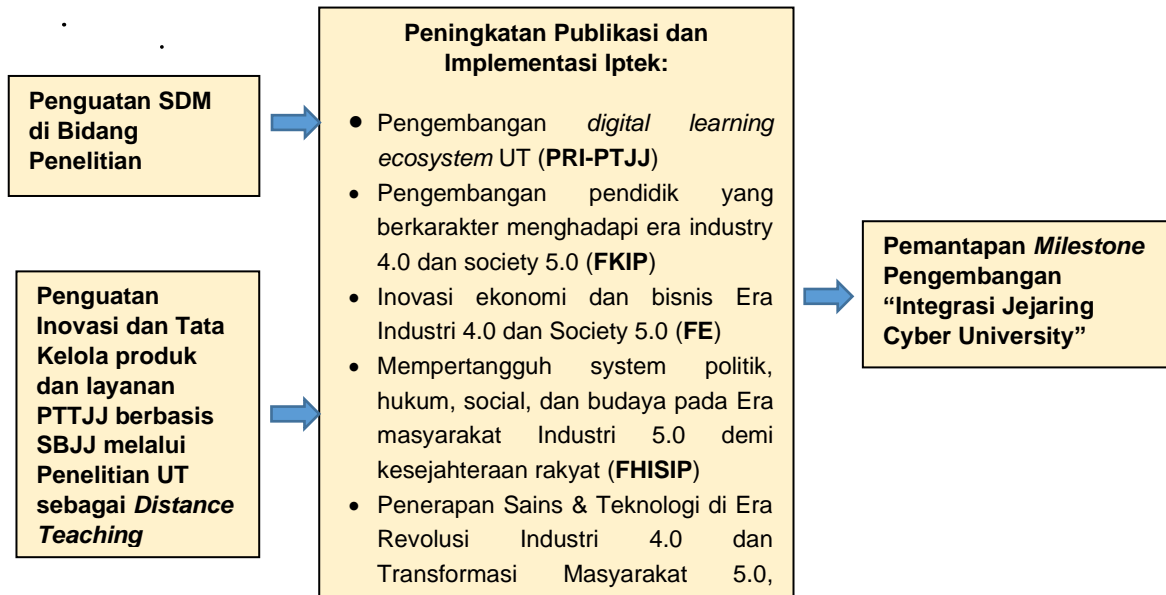 Penguatan SDM
di Bidang
Penelitian
Penguatan
Inovasi dan Tata
Kelola produk
dan layanan
PTTJJ berbasis
SBJJ melalui
Penelitian UT
sebagai Distance
Teaching
Peningkatan Publikasi dan
Implementasi Iptek:
• Pengembangan digital learning
ecosystem UT (PRI-PTJJ)
• Pengembangan pendidik yang
berkarakter menghadapi era industry
4.0 dan society 5.0 (FKIP)
• Inovasi ekonomi dan bisnis Era
Industri 4.0 dan Society 5.0 (FE)
• Mempertangguh system politik,
hukum, social, dan budaya pada Era
masyarakat Industri 5.0 demi
kesejahteraan rakyat (FHISIP)
• Penerapan Sains & Teknologi di Era
Revolusi Industri 4.0 dan
Transformasi Masyarakat 5.0,
Pemantapan Milestone
Pengembangan
“Integrasi Jejaring
Cyber University”